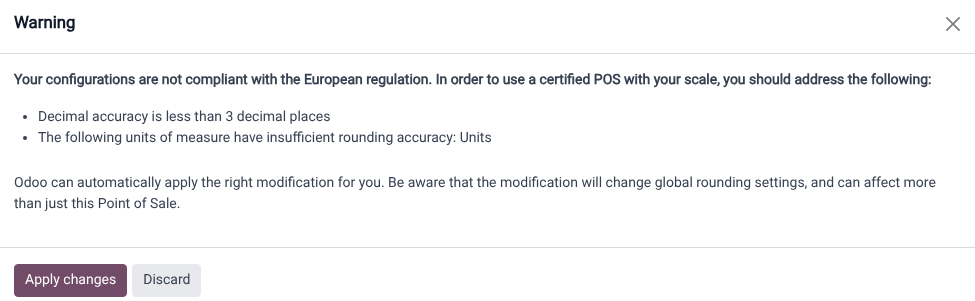 Warning
Your configurations are not compliant with the European regulation. In order to use a certified POS with your scale, you should address the following:
• Decimal accuracy is less than 3 decimal places
• The following units of measure have insufficient rounding accuracy: Units
Odoo can automatically apply the right modification for you. Be aware that the modification will change global rounding settings, and can affect more
than just this Point of Sale.
Apply changes Discard